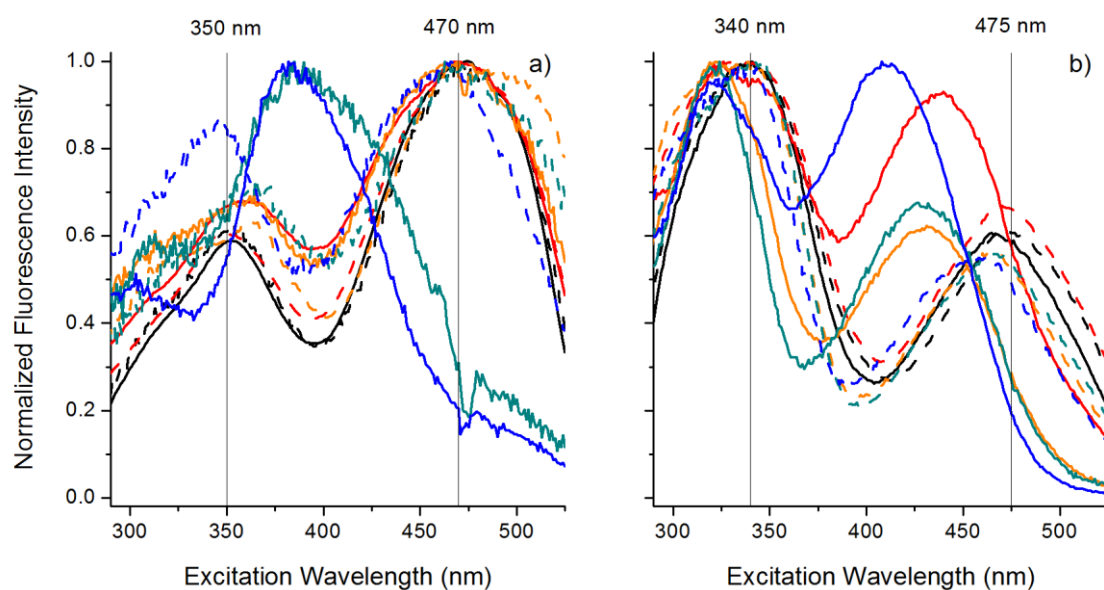 350 nm 470 nm 340 nm 475 nm
1.0 a) b)
0.8
0.6
0.4
0.2
0.0
Normalized Fluorescence Intensity
300 350 400 450 500 300 350 400 450 500
Excitation Wavelength (nm) Excitation Wavelength (nm)